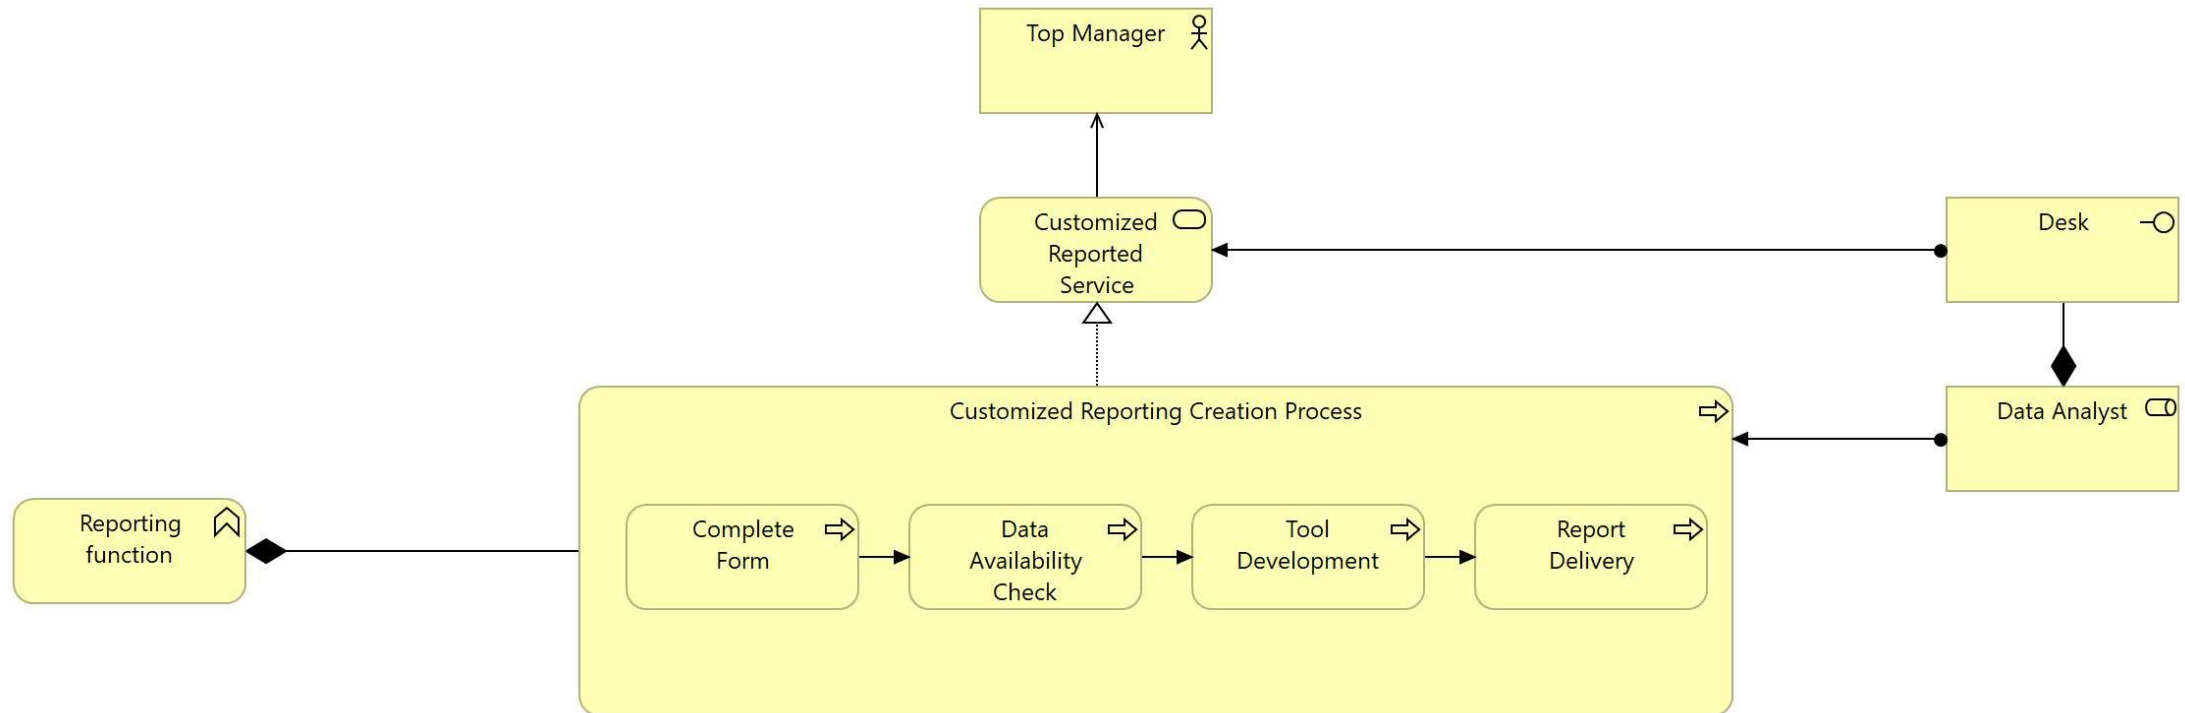 Top Manager
Customized
Reported
Service
Desk
Customized Reporting Creation Process
Data Analyst
Reporting
function
Complete
Form
Data
Availability
Check
Tool
Development
Report
Delivery